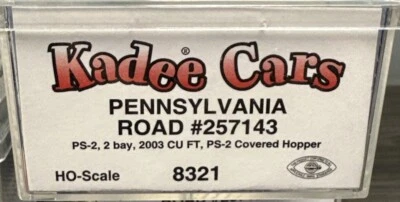 Kadee® Cars
PENNSYLVANIA
ROAD #257143
PS-2, 2 bay, 2003 CU FT, PS-2 Covered Hopper
HO-Scale 8321